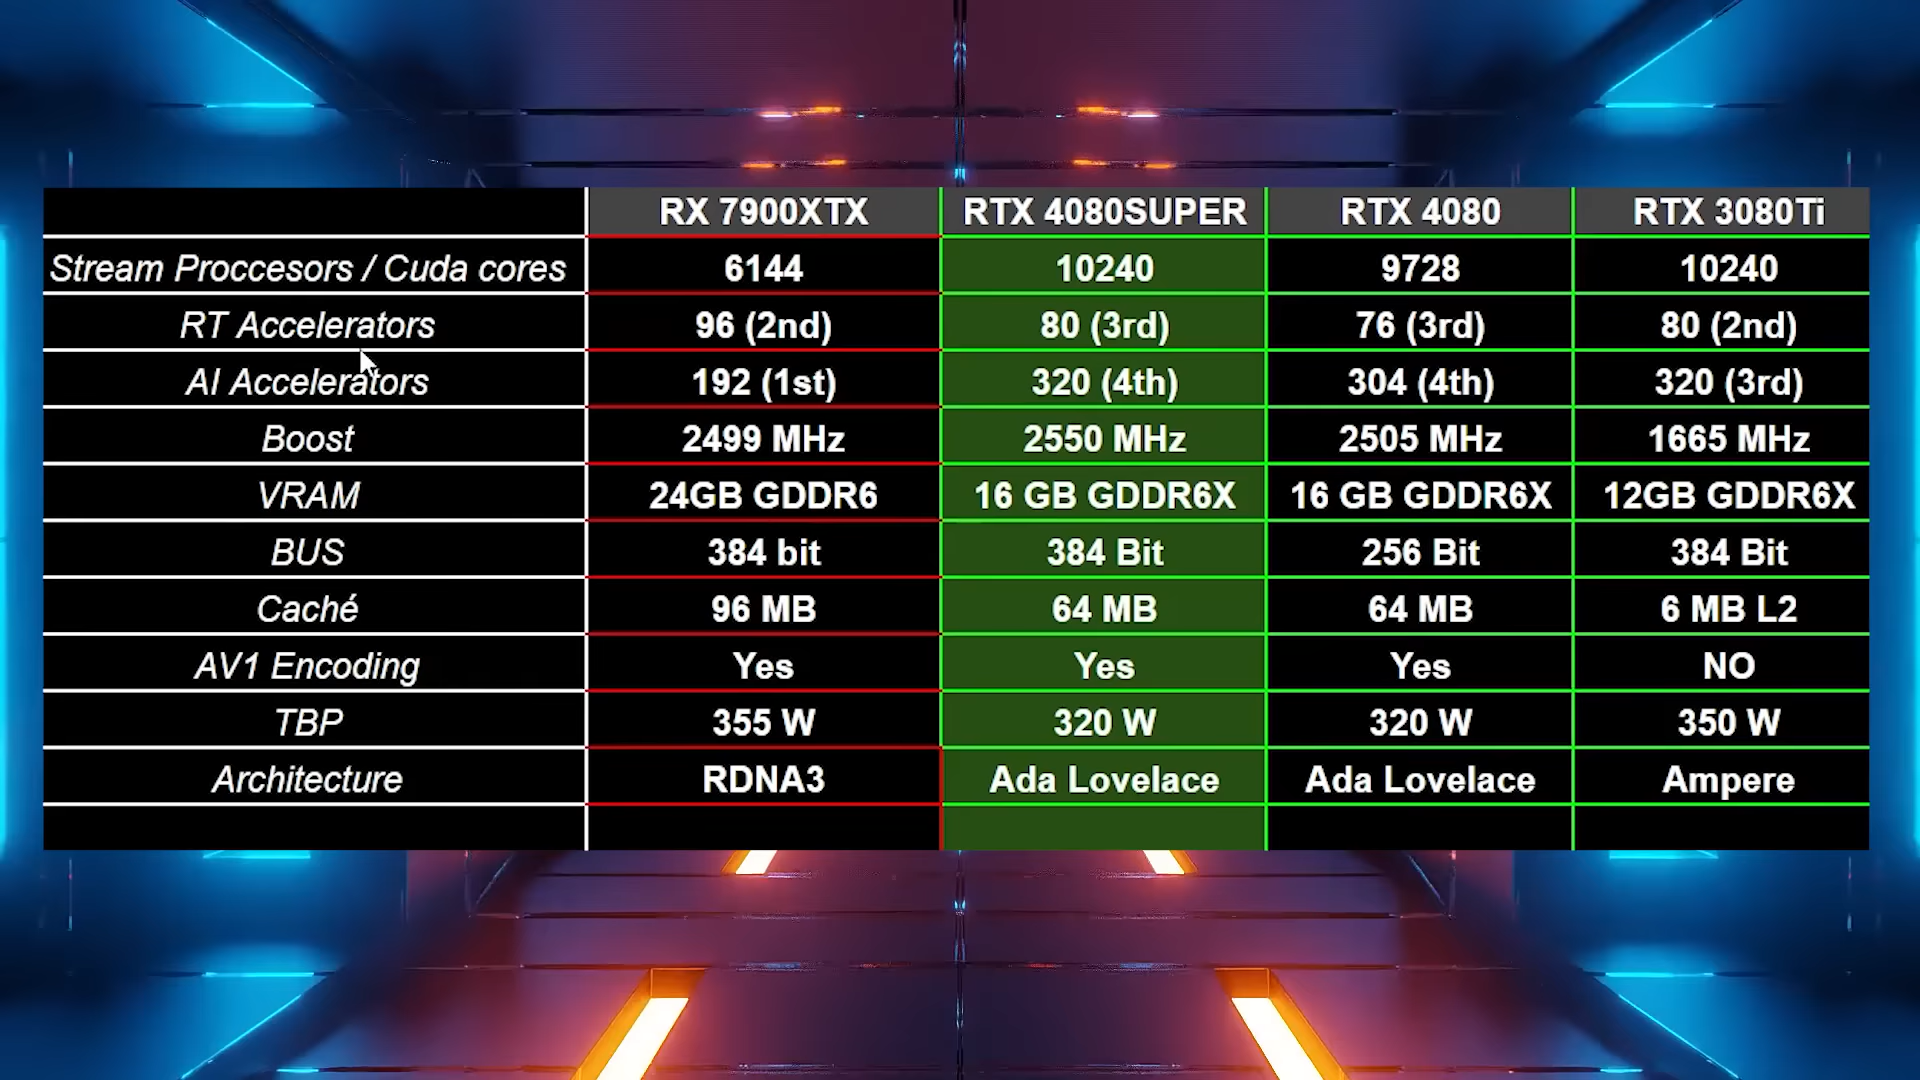 RX 7900XTX RTX 4080SUPER RTX 4080 RTX 3080Ti
Stream Proccesors / Cuda cores 6144 10240 9728 10240
RT Accelerators 96 (2nd) 80 (3rd) 76 (3rd) 80 (2nd)
AI Accelerators 192 (1st) 320 (4th) 304 (4th) 320 (3rd)
Boost 2499 MHz 2550 MHz 2505 MHz 1665 MHz
VRAM 24GB GDDR6 16 GB GDDR6X 16 GB GDDR6X 12GB GDDR6X
BUS 384 bit 384 Bit 256 Bit 384 Bit
Caché 96 MB 64 MB 64 MB 6 MB L2
AV1 Encoding Yes Yes Yes NO
TBP 355 W 320 W 320 W 350 W
Architecture RDNA3 Ada Lovelace Ada Lovelace Ampere